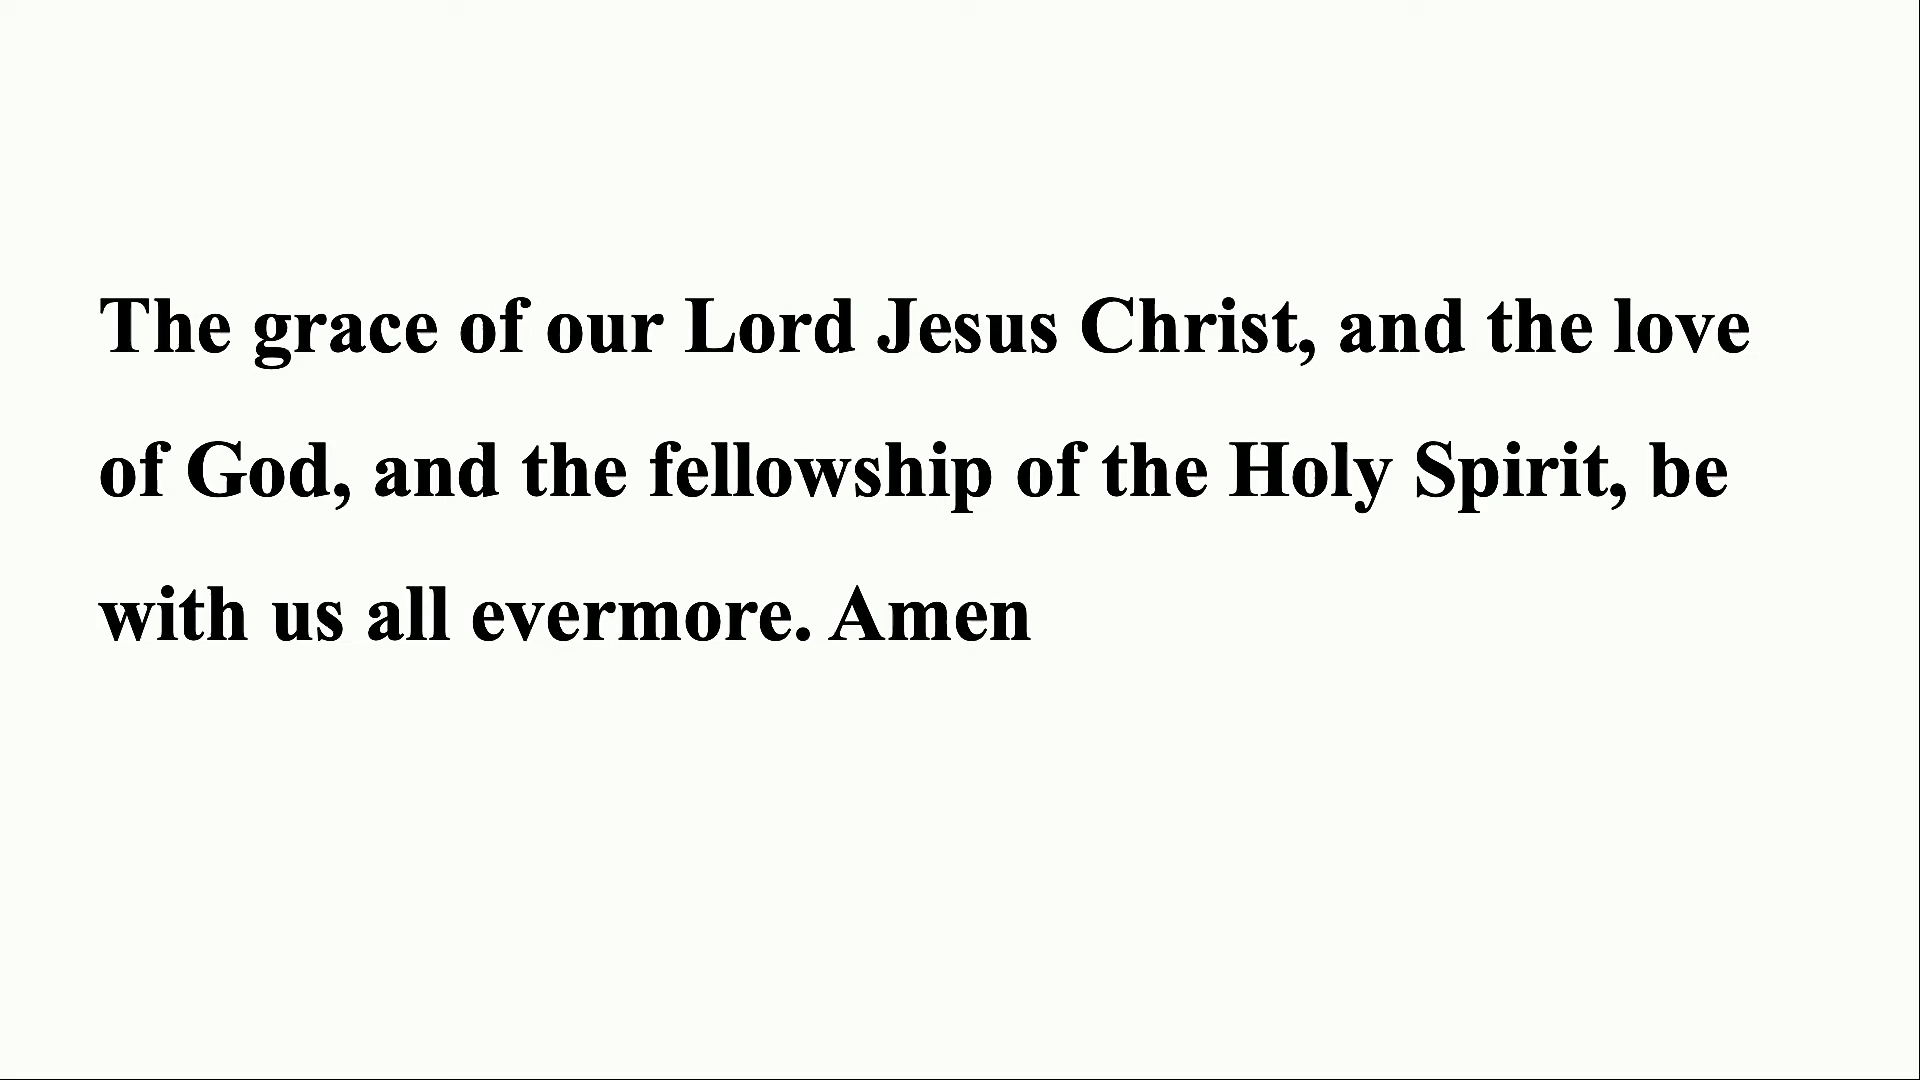 The grace of our Lord Jesus Christ, and the love
of God, and the fellowship of the Holy Spirit, be
with us all evermore. Amen